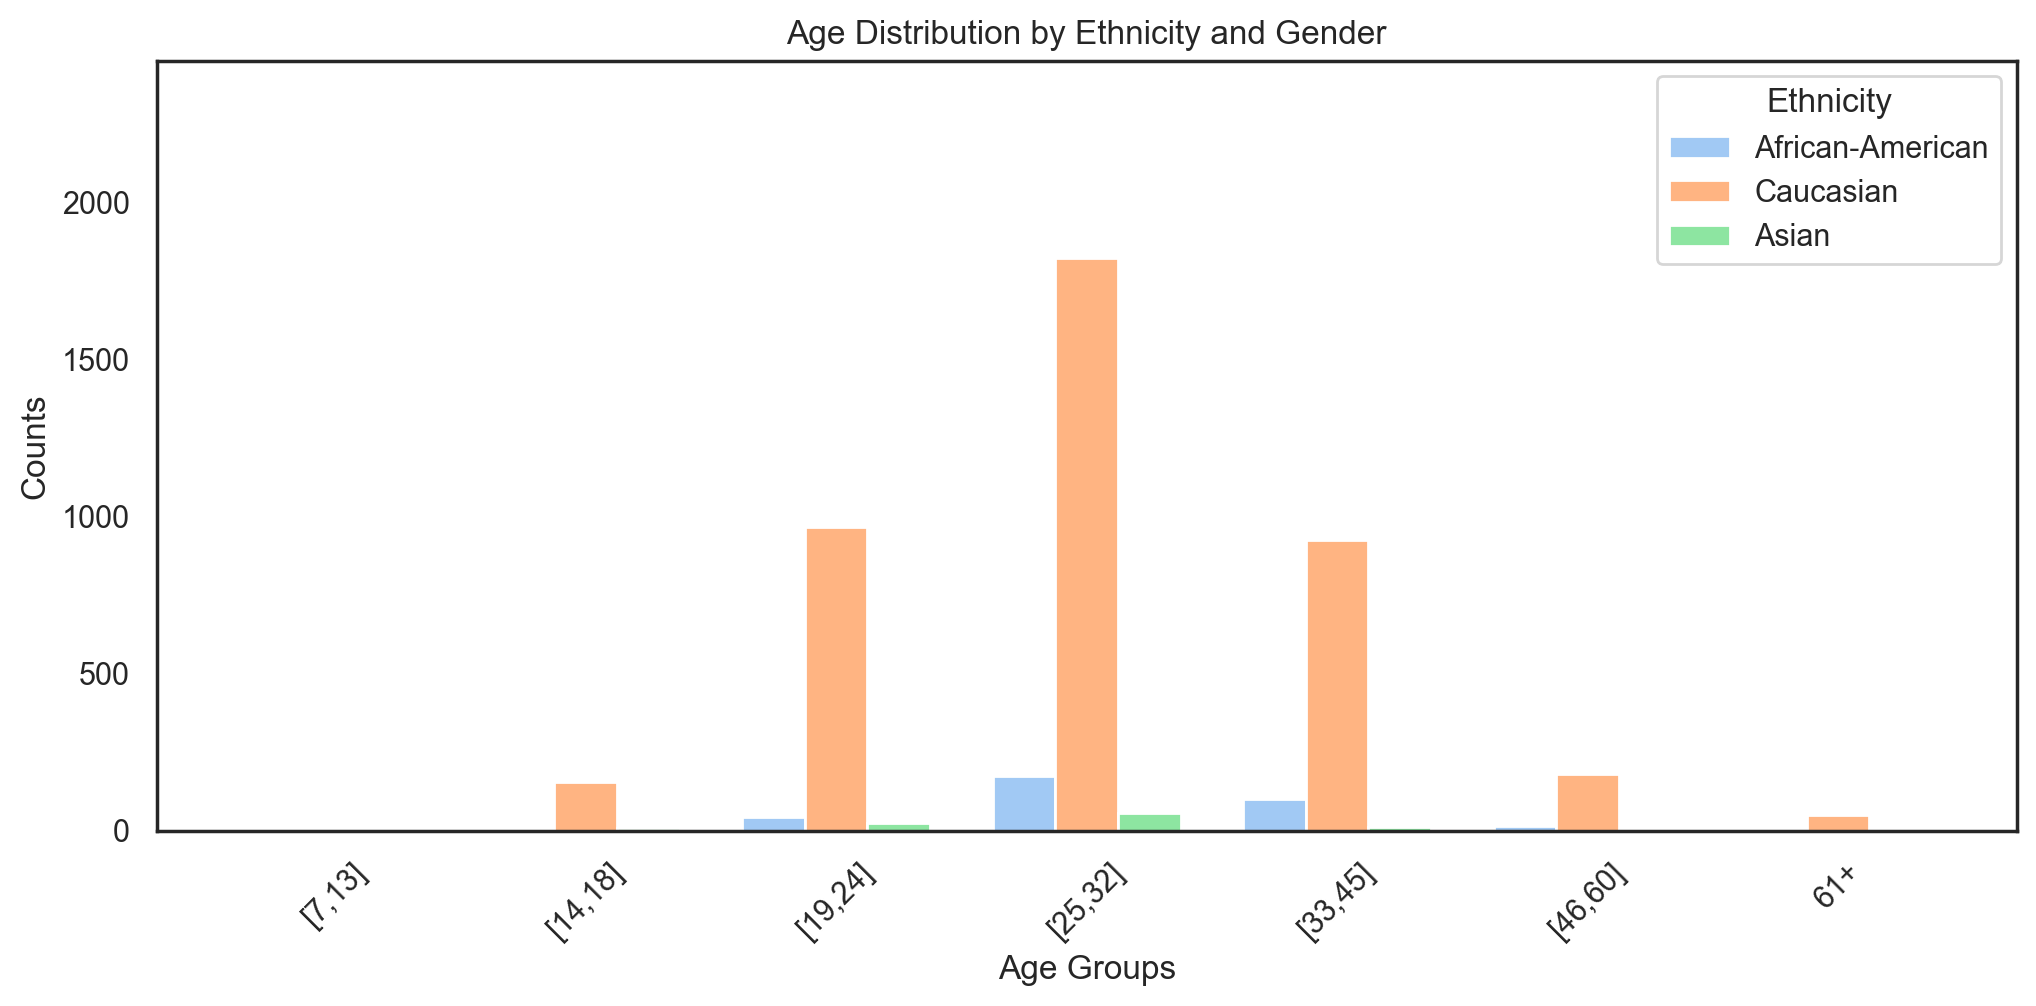 Age Distribution by Ethnicity and Gender
Ethnicity
African-American
Caucasian
Asian
2000
1500
1000
500
0
Counts
[7,13]
[14,18]
[19,24]
[25,32]
[33,45]
[46,60]
61+
Age Groups